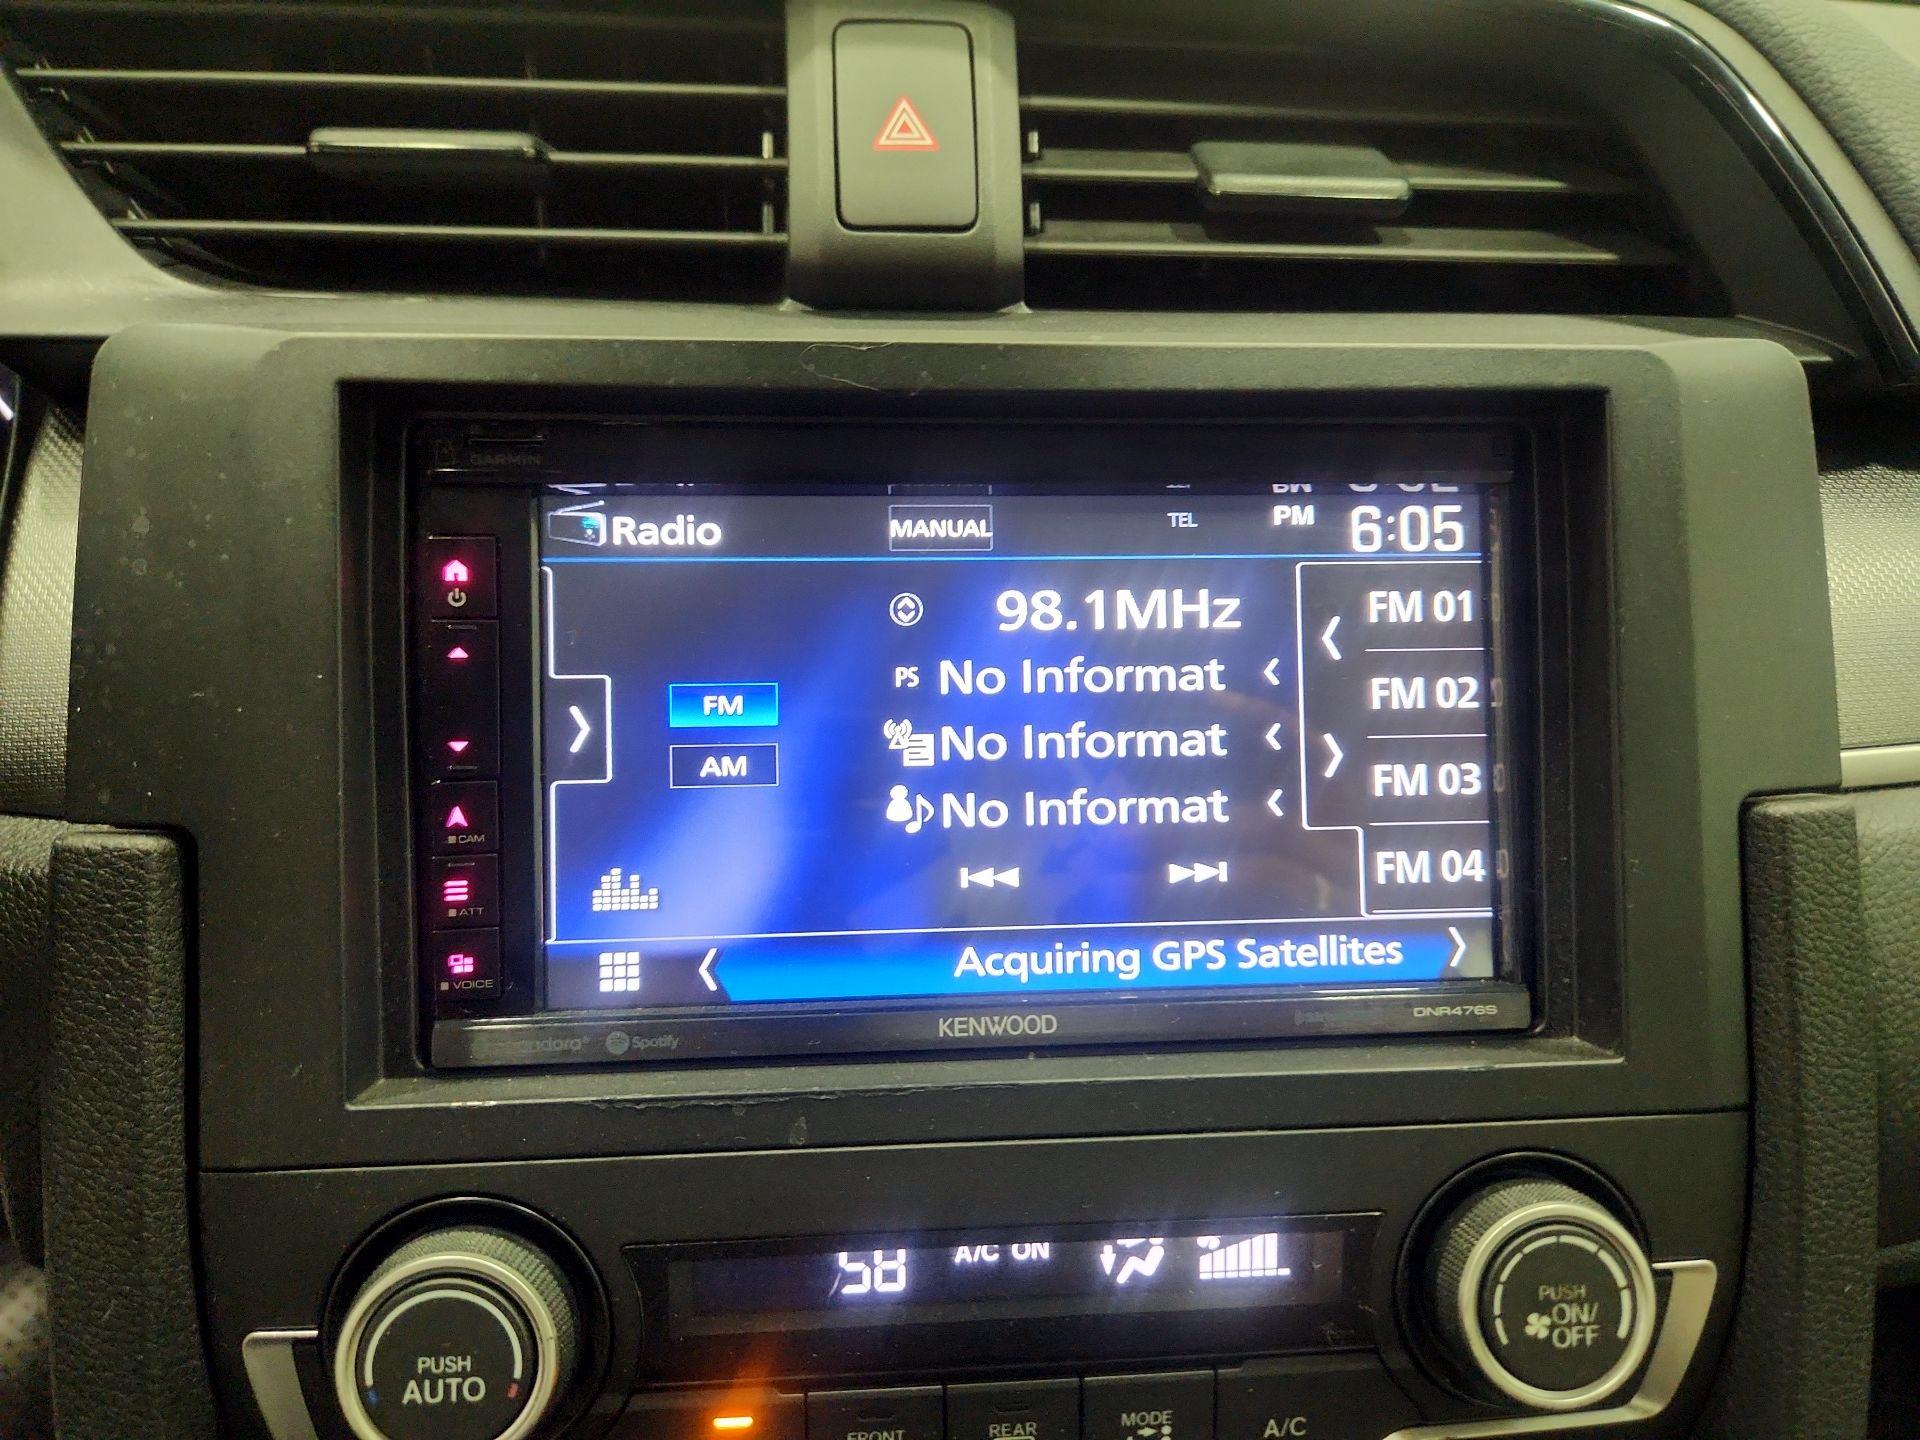 GARMIN
Radio
MANUAL
TEL
PM
6:05
98.1MHz
FM 01
PS No Informat
FM 02
FM
No Informat
AM
FM 03
No Informat
CAM
FM 04
ATT
Acquiring GPS Satellites
VOICE
KENWOOD
DNR476S
Spotify
58
A/C ON
PUSH
AUTO
PUSH
ON/
OFF
FRONT
REAR
MODE
A/C